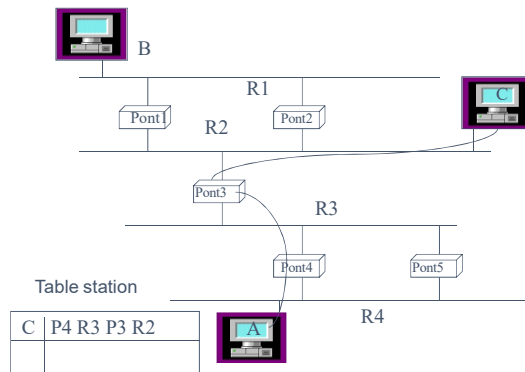 B
R1
C
Pont1
Pont2
R2
Pont3
R3
Pont4
Pont5
Table station
R4
C P4 R3 P3 R2
A